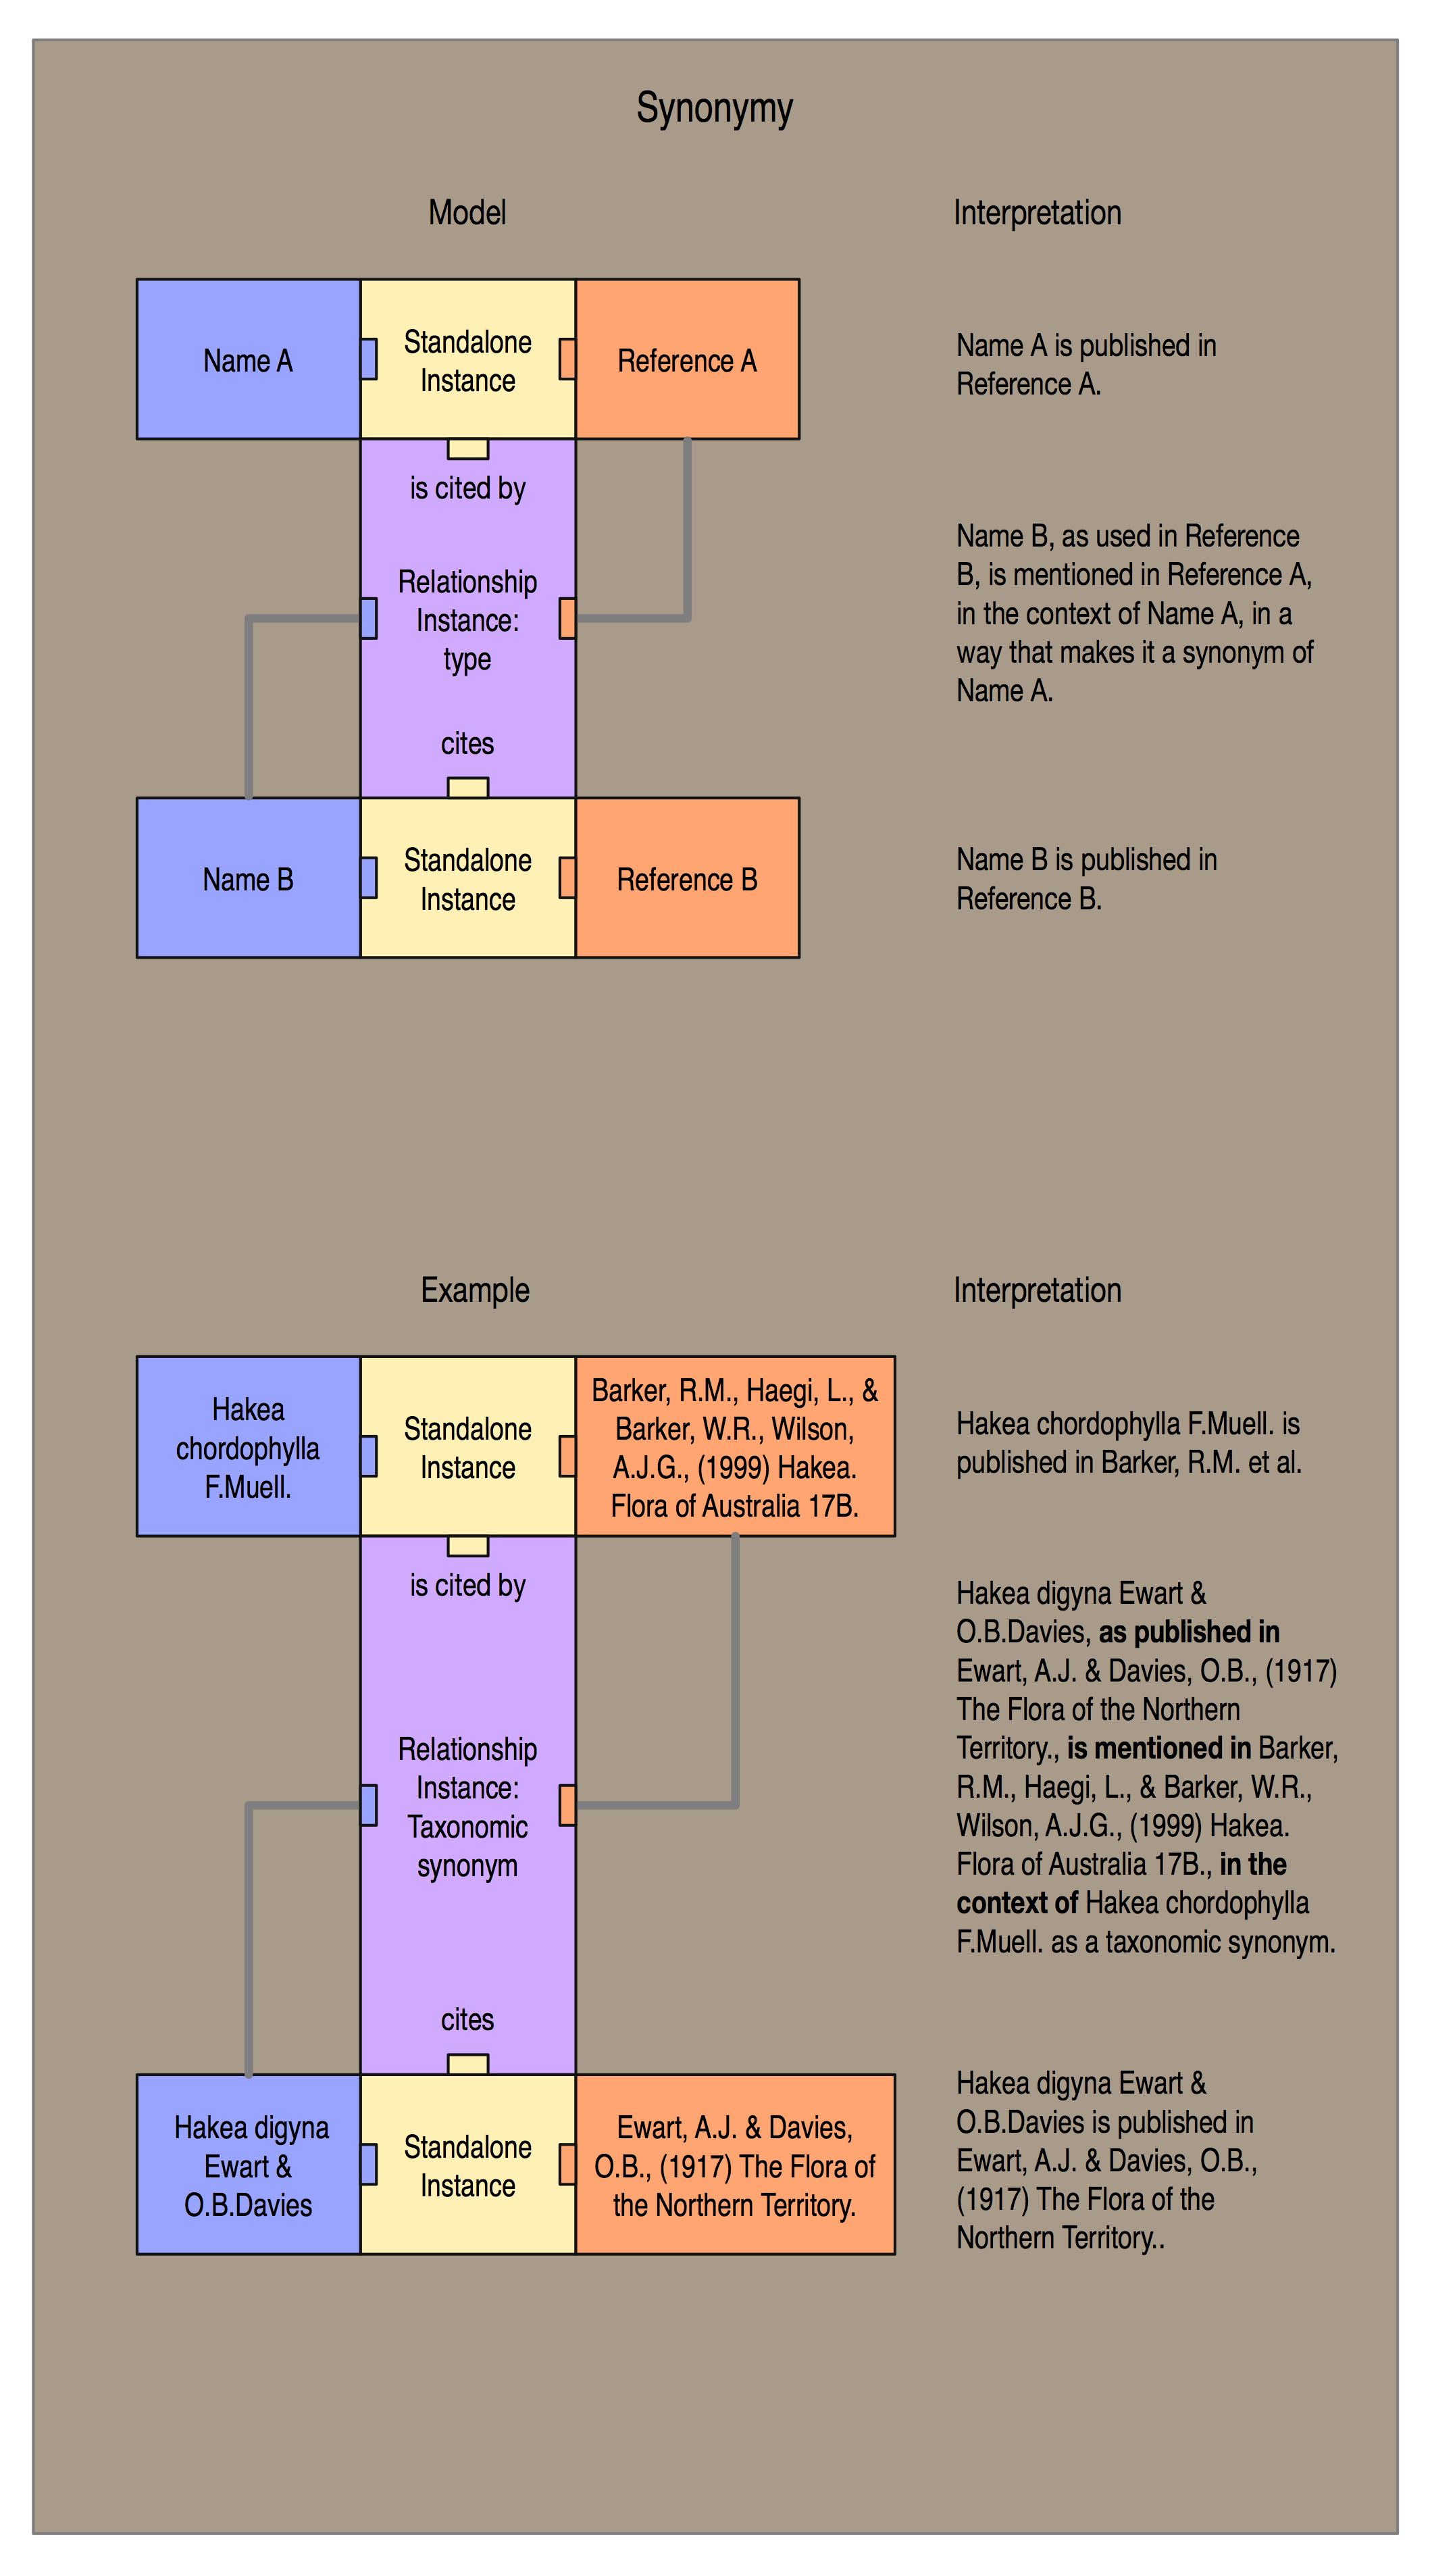 Synonymy
Model
Interpretation
Name A
Standalone
Instance
Reference A
Name A is published in
Reference A.
is cited by
Relationship
Instance:
type
cites
Name B, as used in Reference
B, is mentioned in Reference A,
in the context of Name A, in a
way that makes it a synonym of
Name A.
Name B
Standalone
Instance
Reference B
Name B is published in
Reference B.
Example
Interpretation
Hakea
chordophylla
F.Muell.
Standalone
Instance
Barker, R.M., Haegi, L., &
Barker, W.R., Wilson,
A.J.G., (1999) Hakea.
Flora of Australia 17B.
Hakea chordophylla F.Muell. is
published in Barker, R.M. et al.
is cited by
Relationship
Instance:
Taxonomic
synonym
cites
Hakea digyna Ewart &
O.B.Davies, as published in
Ewart, A.J. & Davies, O.B., (1917)
The Flora of the Northern
Territory., is mentioned in Barker,
R.M., Haegi, L., & Barker, W.R.,
Wilson, A.J.G., (1999) Hakea.
Flora of Australia 17B., in the
context of Hakea chordophylla
F.Muell. as a taxonomic synonym.
Hakea digyna
Ewart &
O.B.Davies
Standalone
Instance
Ewart, A.J. & Davies,
O.B., (1917) The Flora of
the Northern Territory.
Hakea digyna Ewart &
O.B.Davies is published in
Ewart, A.J. & Davies, O.B.,
(1917) The Flora of the
Northern Territory..